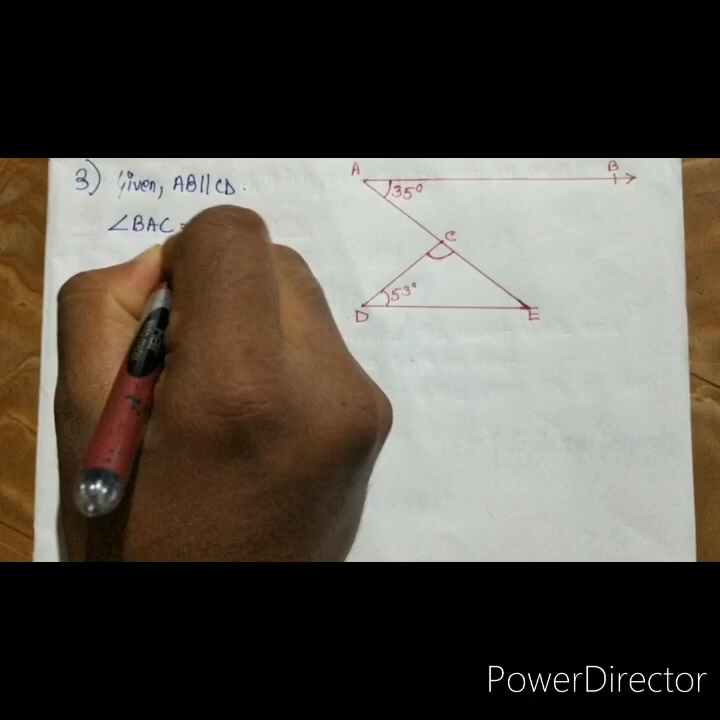 3) Given, AB||CD.
∠BAC =
A
B
35°
C
53°
D
E
PowerDirector